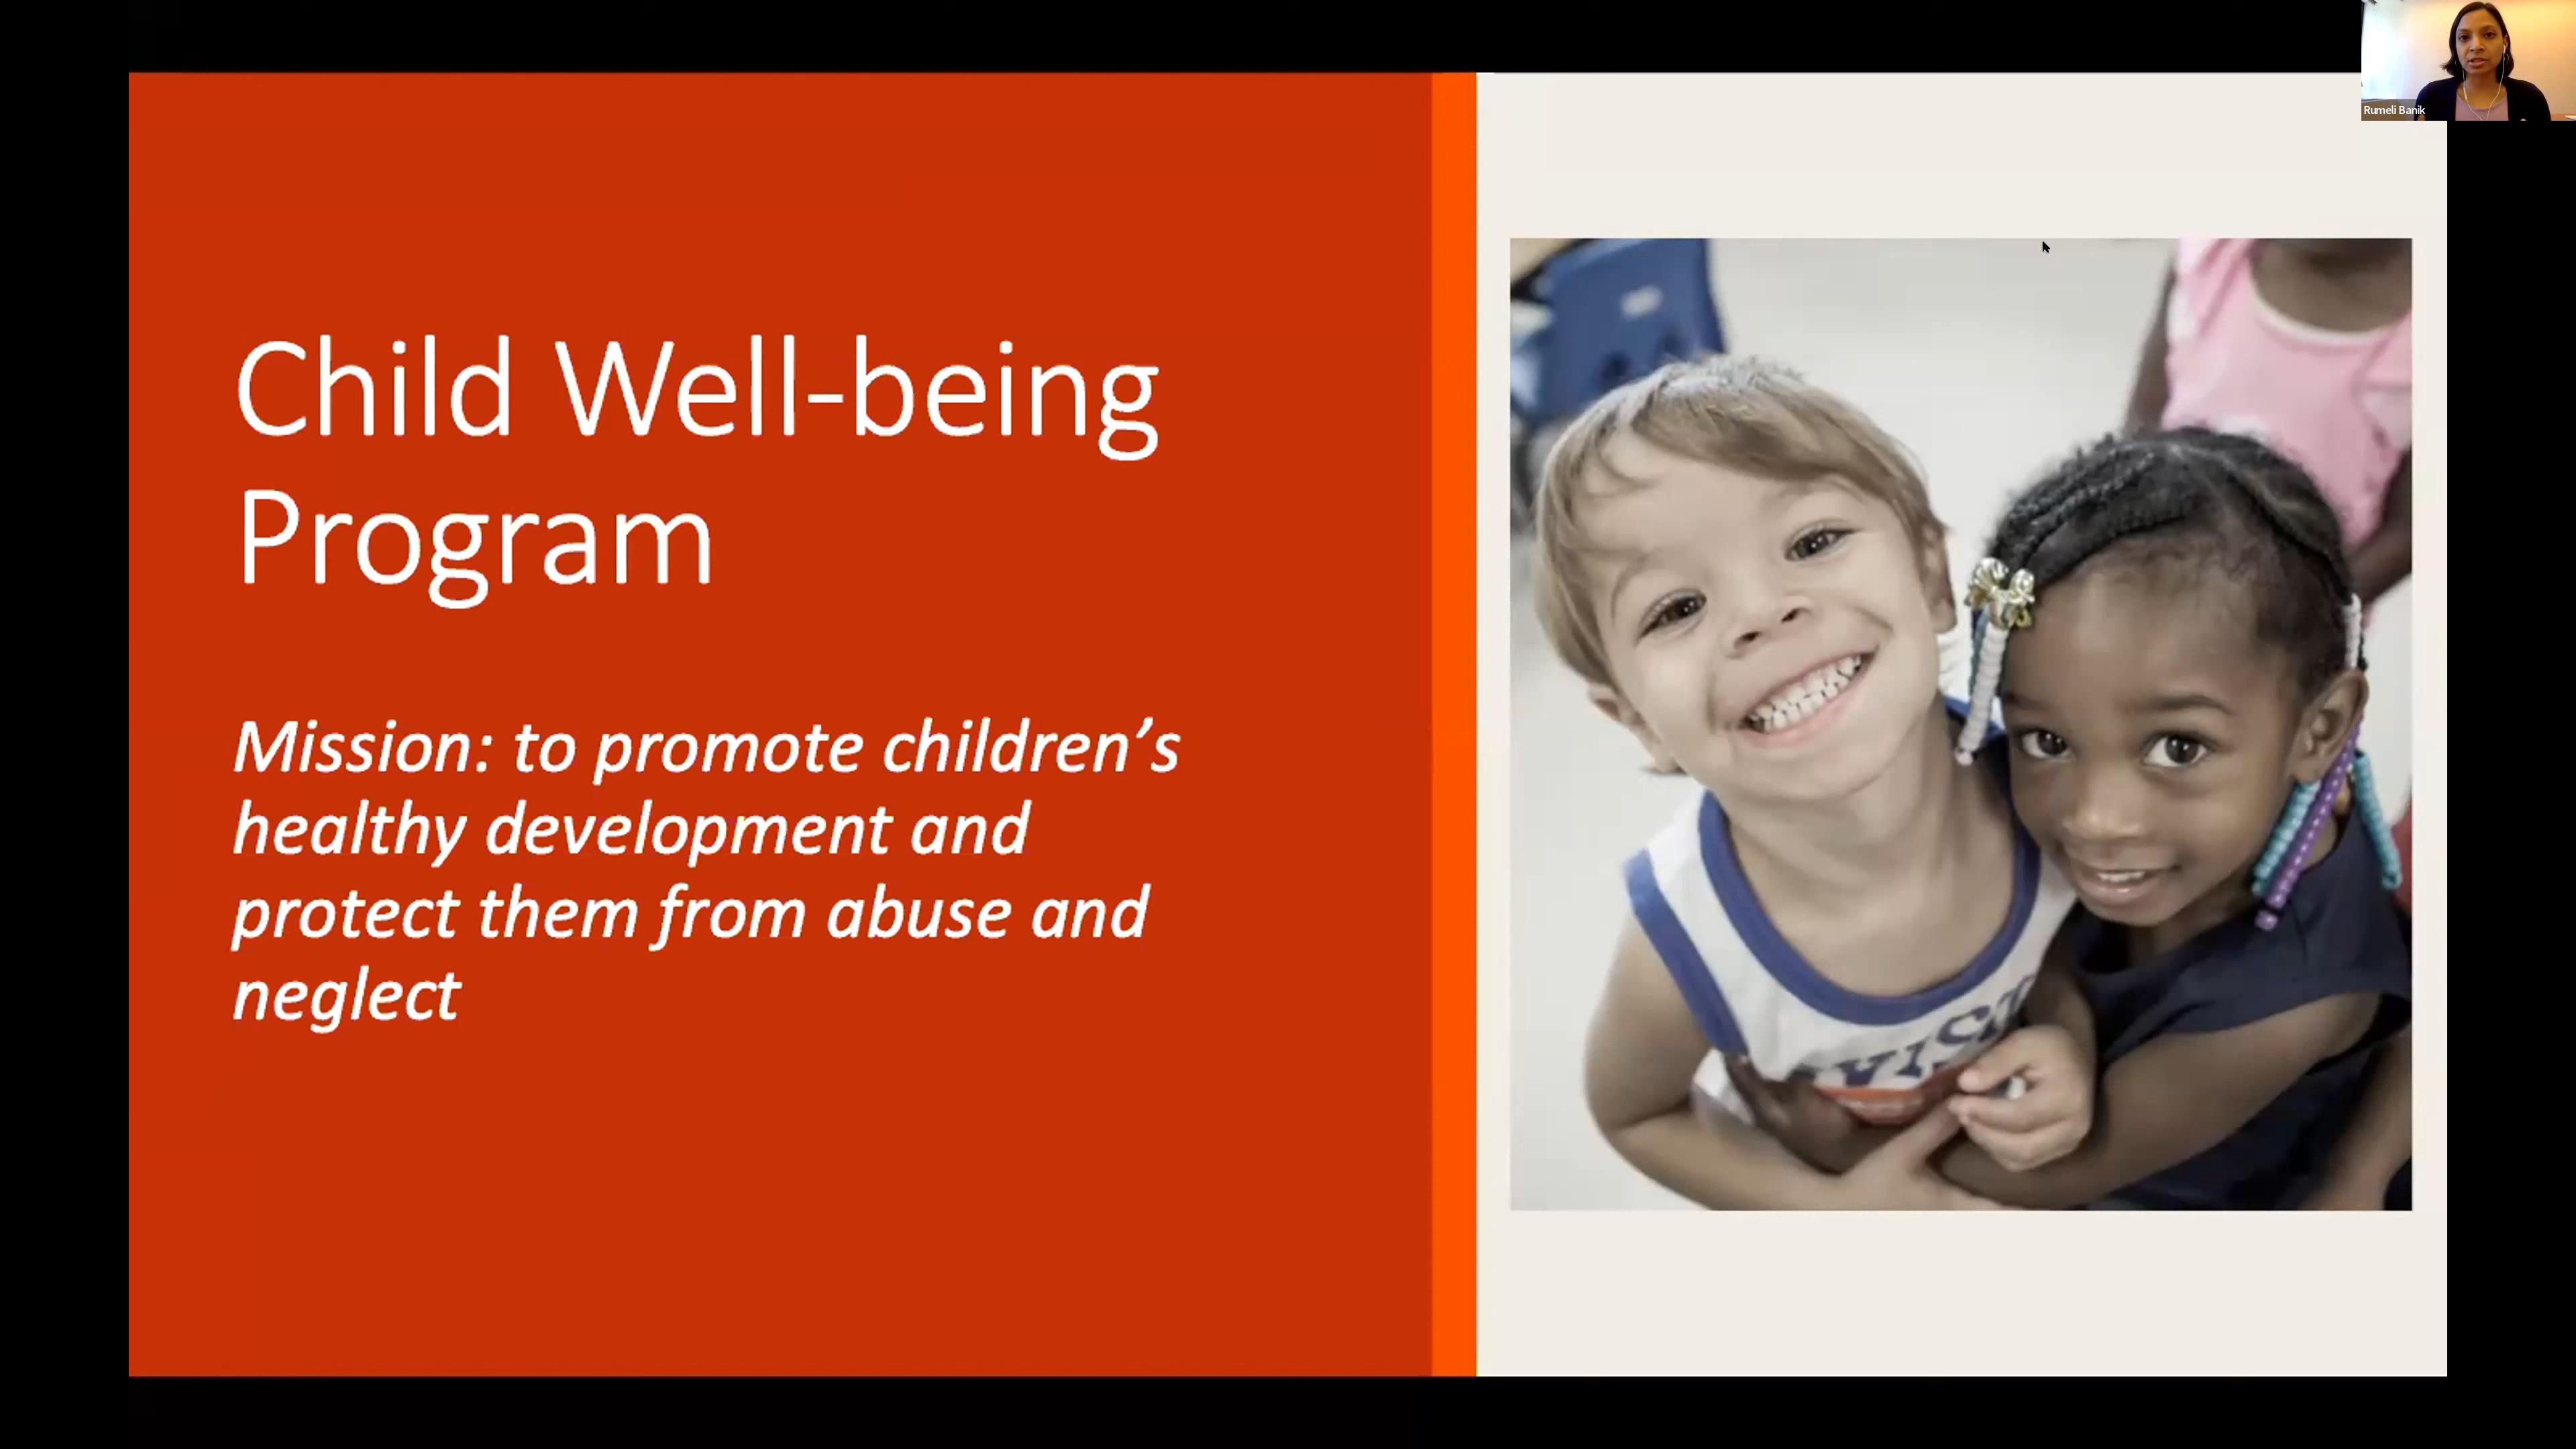 Rumeli Banik
Child Well-being
Program
Mission: to promote children’s
healthy development and
protect them from abuse and
neglect